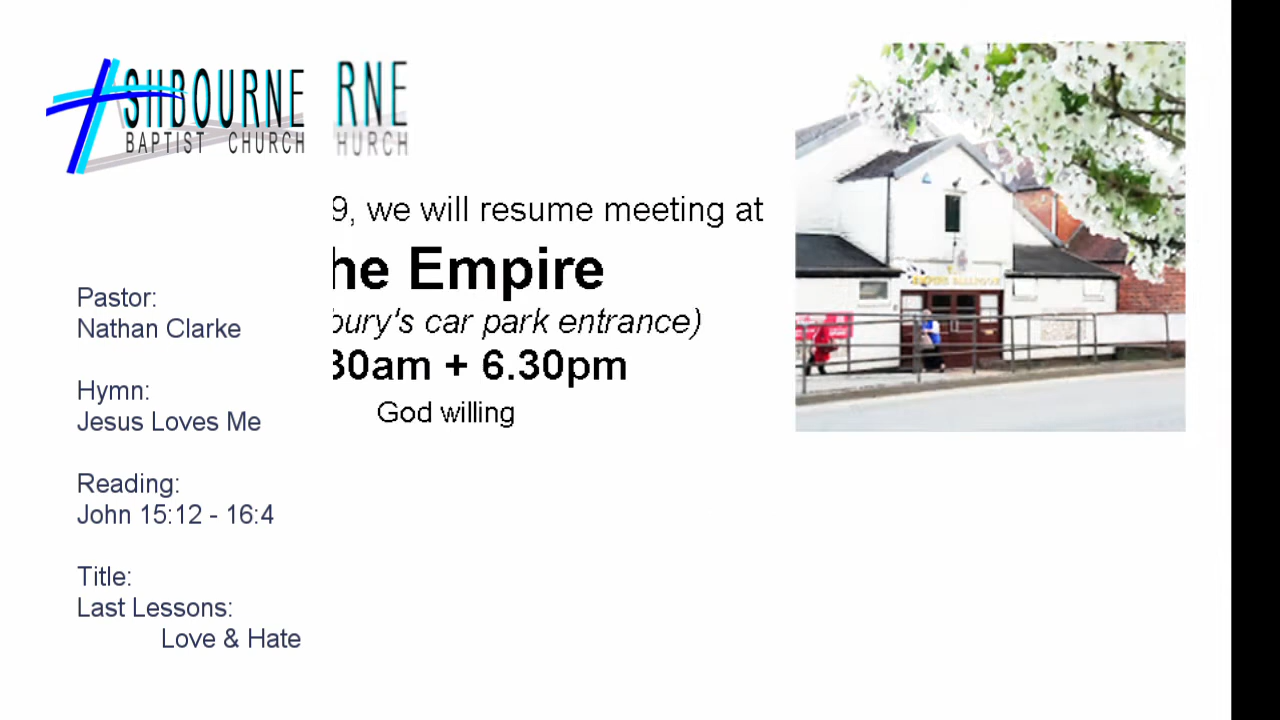 ASHBOURNE
BAPTIST CHURCH
RNE
HURCH
9, we will resume meeting at
he Empire
bury's car park entrance)
30am + 6.30pm
God willing
Pastor:
Nathan Clarke
Hymn:
Jesus Loves Me
Reading:
John 15:12 - 16:4
Title:
Last Lessons:
Love & Hate